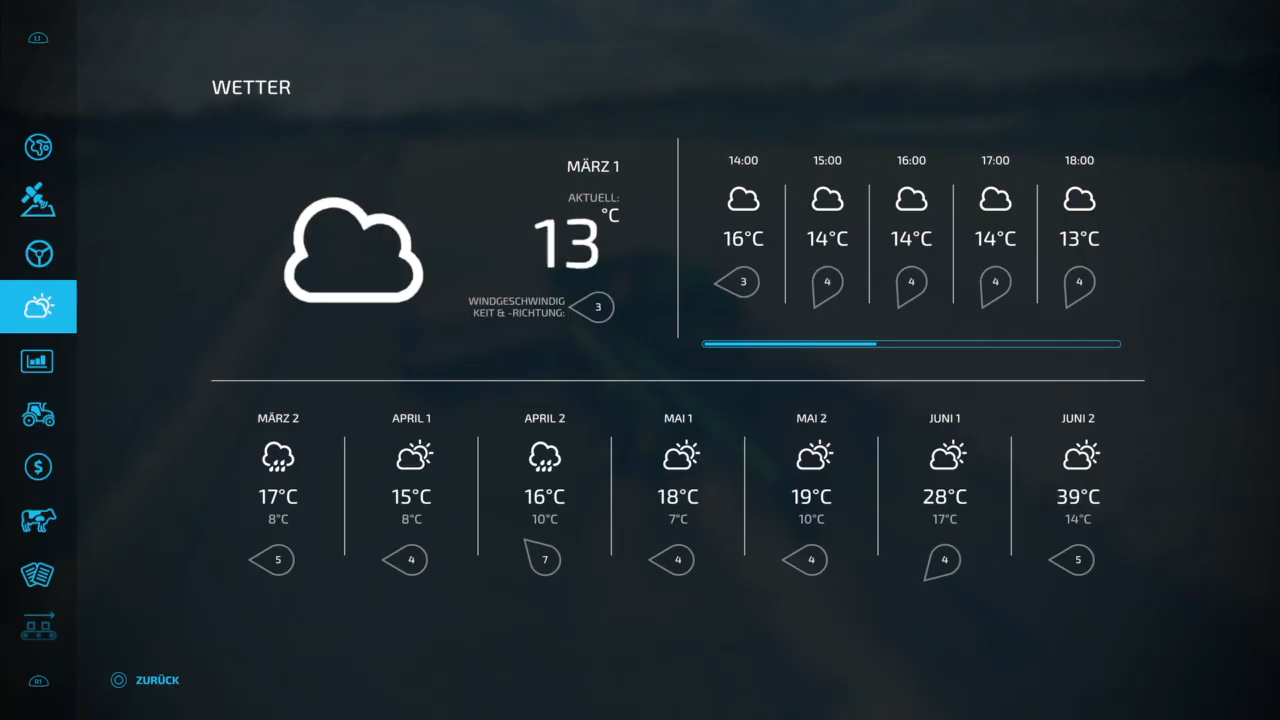 L1
WETTER
MÄRZ 1
AKTUELL:
13 °C
WINDGESCHWINDIG
KEIT & -RICHTUNG:
3
14:00 15:00 16:00 17:00 18:00
16°C 14°C 14°C 14°C 13°C
3 4 4 4 4
MÄRZ 2 APRIL 1 APRIL 2 MAI 1 MAI 2 JUNI 1 JUNI 2
17°C 15°C 16°C 18°C 19°C 28°C 39°C
8°C 8°C 10°C 7°C 10°C 17°C 14°C
5 4 7 4 4 4 5
$
R1
ZURÜCK